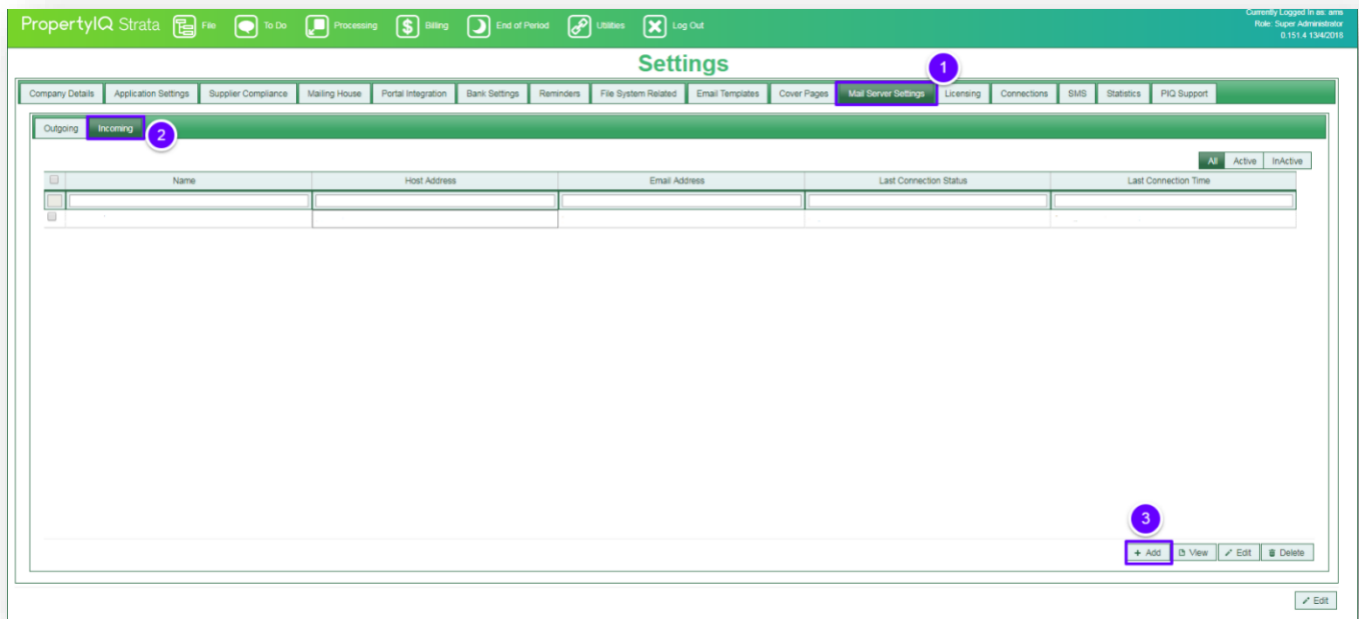 Currently Logged In as: ams
PropertyIQ Strata File To Do Processing Billing End of Period Utilities Log Out
Role: Super Administrator
0.151.4 13/4/2018
Settings
1
Company Details Application Settings Supplier Compliance Mailing House Portal Integration Bank Settings Reminders File System Related Email Templates Cover Pages Mail Server Settings Licensing Connections SMS Statistics PIQ Support
Outgoing Incoming 2
All Active InActive
Name Host Address Email Address Last Connection Status Last Connection Time
3
+ Add View Edit Delete
Edit